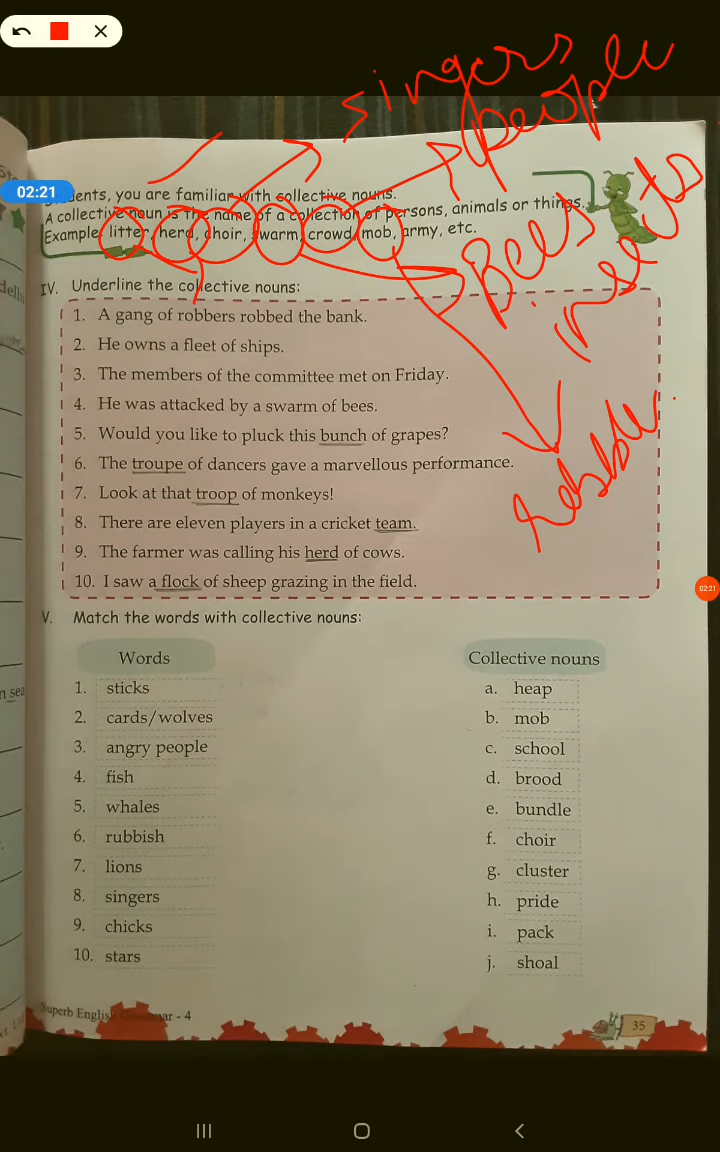 singers
people
02:21
dents, you are familiar with collective nouns.
A collective noun is the name of a collection of persons, animals or things.
Example: litter, herd, choir, swarm, crowd, mob, army, etc.
Bees
insects
IV. Underline the collective nouns:
1. A gang of robbers robbed the bank.
2. He owns a fleet of ships.
3. The members of the committee met on Friday.
4. He was attacked by a swarm of bees.
5. Would you like to pluck this bunch of grapes?
6. The troupe of dancers gave a marvellous performance.
7. Look at that troop of monkeys!
8. There are eleven players in a cricket team.
9. The farmer was calling his herd of cows.
10. I saw a flock of sheep grazing in the field.
02:21
V. Match the words with collective nouns:
Words Collective nouns
1. sticks a. heap
2. cards/wolves b. mob
3. angry people c. school
4. fish d. brood
5. whales e. bundle
6. rubbish f. choir
7. lions g. cluster
8. singers h. pride
9. chicks i. pack
10. stars j. shoal
Superb English Grammar - 4
35